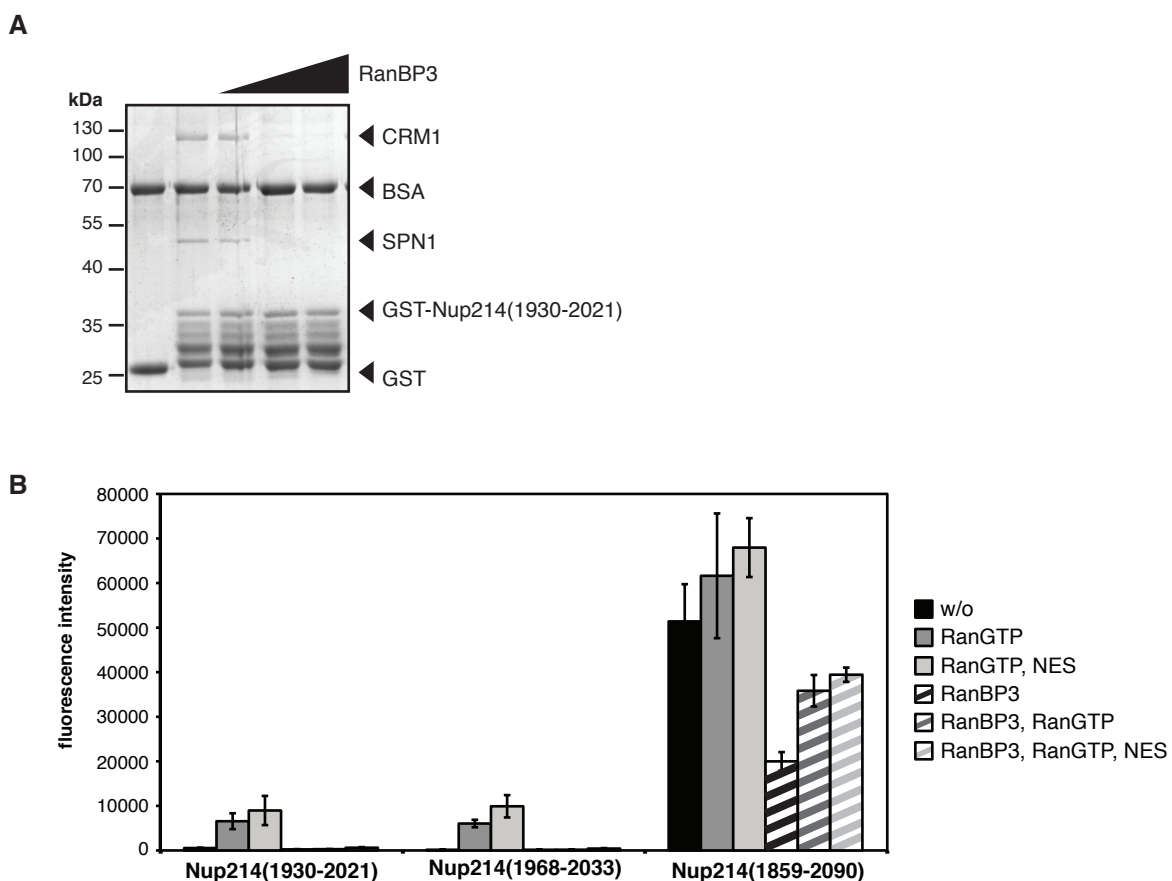 A
RanBP3
kDa
130
100
70
55
40
35
25
CRM1
BSA
SPN1
GST-Nup214(1930-2021)
GST
B
fluorescence intensity
80000
70000
60000
50000
40000
30000
20000
10000
0
Nup214(1930-2021)
Nup214(1968-2033)
Nup214(1859-2090)
w/o
RanGTP
RanGTP, NES
RanBP3
RanBP3, RanGTP
RanBP3, RanGTP, NES